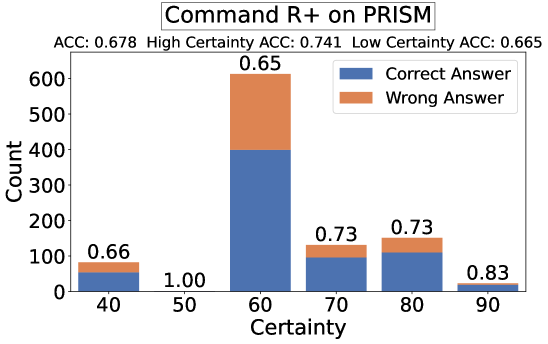 Command R+ on PRISM
ACC: 0.678 High Certainty ACC: 0.741 Low Certainty ACC: 0.665
Correct Answer
Wrong Answer
0.66
1.00
0.65
0.73
0.73
0.83
Count
600
500
400
300
200
100
0
40 50 60 70 80 90
Certainty